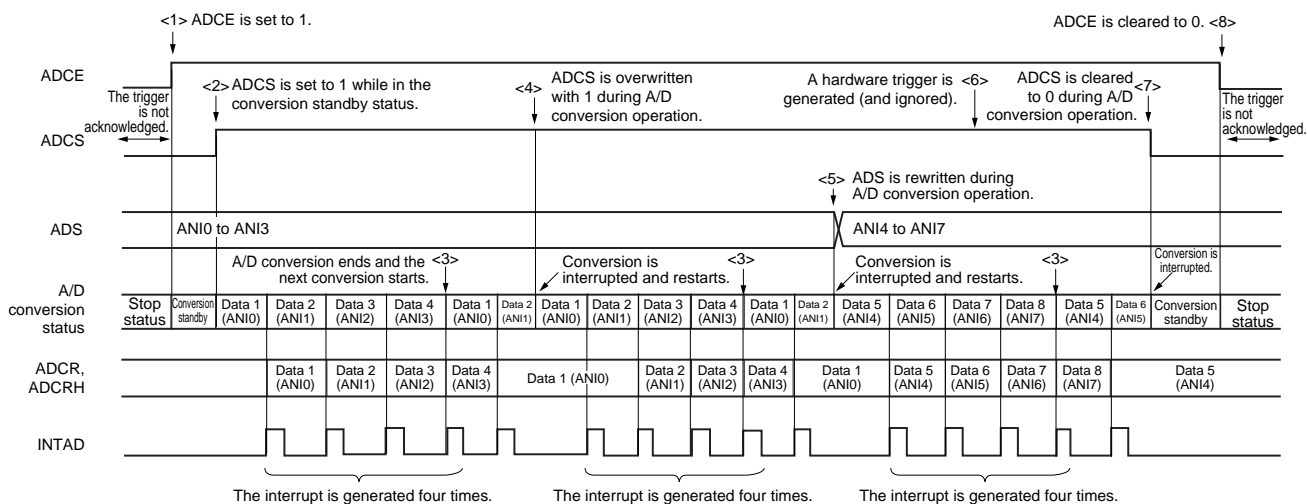 <1> ADCE is set to 1.
ADCE is cleared to 0. <8>
ADCE
The trigger
is not
acknowledged.
<2> ADCS is set to 1 while in the
conversion standby status.
<4> ADCS is overwritten
with 1 during A/D
conversion operation.
A hardware trigger is
generated (and ignored).
<6>
ADCS is cleared
to 0 during A/D
conversion operation.
<7>
The trigger
is not
acknowledged.
ADCS
<5> ADS is rewritten during
A/D conversion operation.
ADS
ANI0 to ANI3
ANI4 to ANI7
A/D conversion ends and the
next conversion starts.
<3>
Conversion is
interrupted and restarts.
<3>
Conversion is
interrupted and restarts.
<3>
Conversion is
interrupted.
A/D
conversion
status
Stop
status
Conversion
standby
Data 1
(ANI0)
Data 2
(ANI1)
Data 3
(ANI2)
Data 4
(ANI3)
Data 1
(ANI0)
Data 2
(ANI1)
Data 1
(ANI0)
Data 2
(ANI1)
Data 3
(ANI2)
Data 4
(ANI3)
Data 1
(ANI0)
Data 2
(ANI1)
Data 5
(ANI4)
Data 6
(ANI5)
Data 7
(ANI6)
Data 8
(ANI7)
Data 5
(ANI4)
Data 6
(ANI5)
Conversion
standby
Stop
status
ADCR,
ADCRH
Data 1
(ANI0)
Data 2
(ANI1)
Data 3
(ANI2)
Data 4
(ANI3)
Data 1 (ANI0)
Data 2
(ANI1)
Data 3
(ANI2)
Data 4
(ANI3)
Data 1
(ANI0)
Data 5
(ANI4)
Data 6
(ANI5)
Data 7
(ANI6)
Data 8
(ANI7)
Data 5
(ANI4)
INTAD
The interrupt is generated four times.
The interrupt is generated four times.
The interrupt is generated four times.